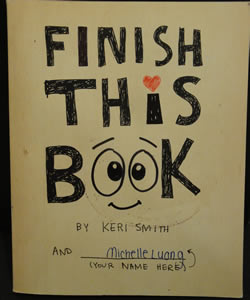 FINISH
THIS
BOOK
BY KERI SMITH
AND Michelle Luong
(YOUR NAME HERE)